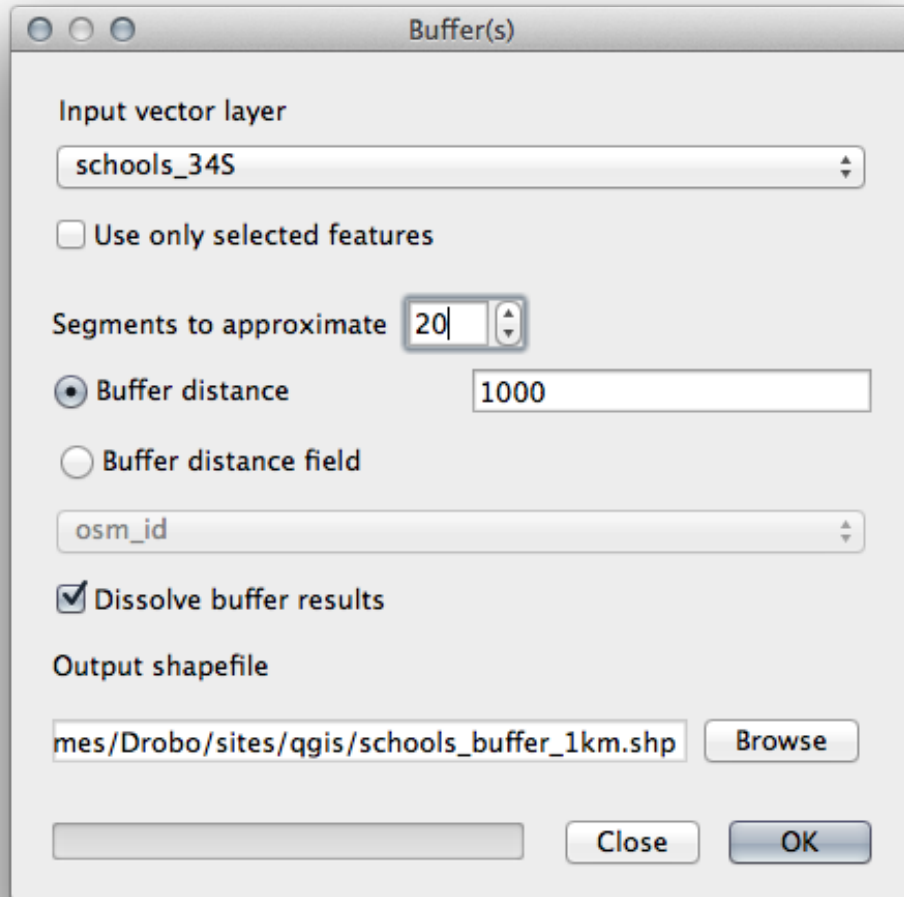 Buffer(s)
Input vector layer
schools_34S
Use only selected features
Segments to approximate 20
Buffer distance 1000
Buffer distance field
osm_id
Dissolve buffer results
Output shapefile
mes/Drobo/sites/qgis/schools_buffer_1km.shp Browse
Close OK